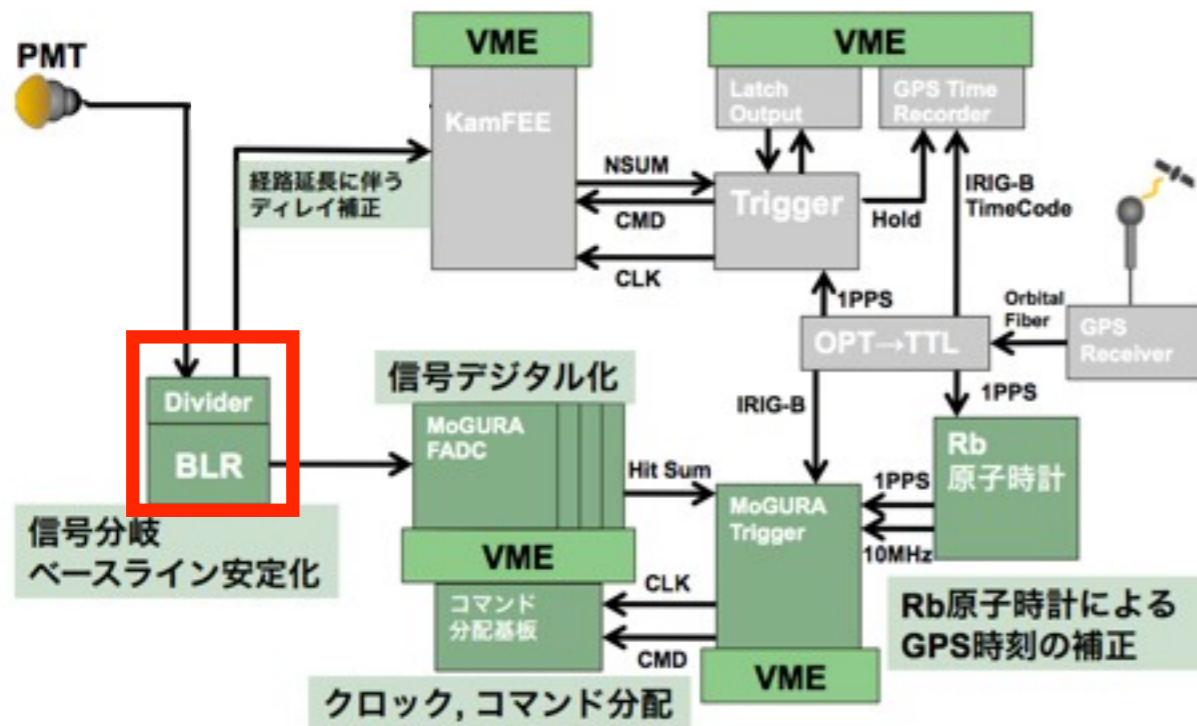 PMT
VME
VME
KamFEE
Latch
Output
GPS Time
Recorder
経路延長に伴う
ディレイ補正
NSUM
CMD
CLK
Trigger
Hold
IRIG-B
TimeCode
1PPS
Orbital
Fiber
OPT→TTL
GPS
Receiver
Divider
BLR
信号分岐
ベースライン安定化
信号デジタル化
MoGURA
FADC
Hit Sum
IRIG-B
1PPS
Rb
原子時計
1PPS
10MHz
MoGURA
Trigger
VME
コマンド
分配基板
CLK
CMD
VME
クロック, コマンド分配
Rb原子時計による
GPS時刻の補正